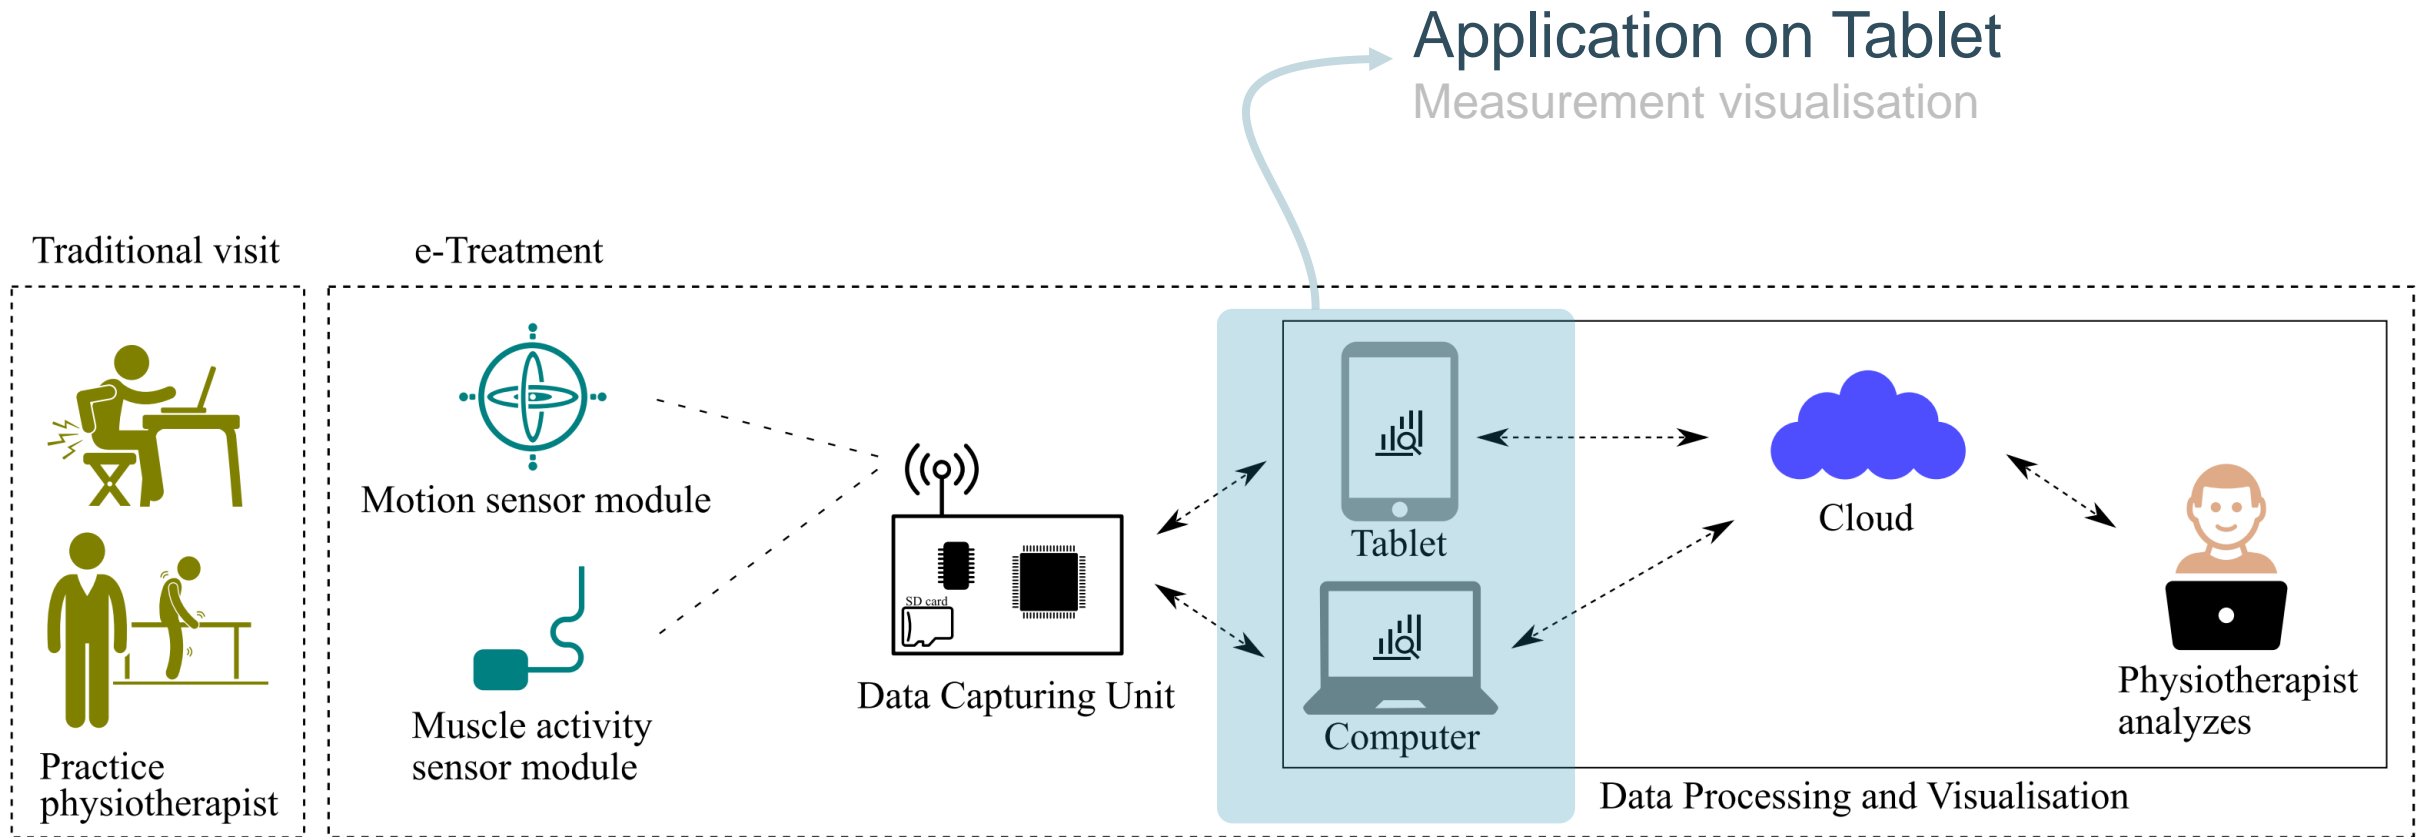 Application on Tablet
Measurement visualisation
Traditional visit
e-Treatment
Motion sensor module
Muscle activity
sensor module
SD card
Data Capturing Unit
Tablet
Computer
Cloud
Physiotherapist
analyzes
Practice
physiotherapist
Data Processing and Visualisation